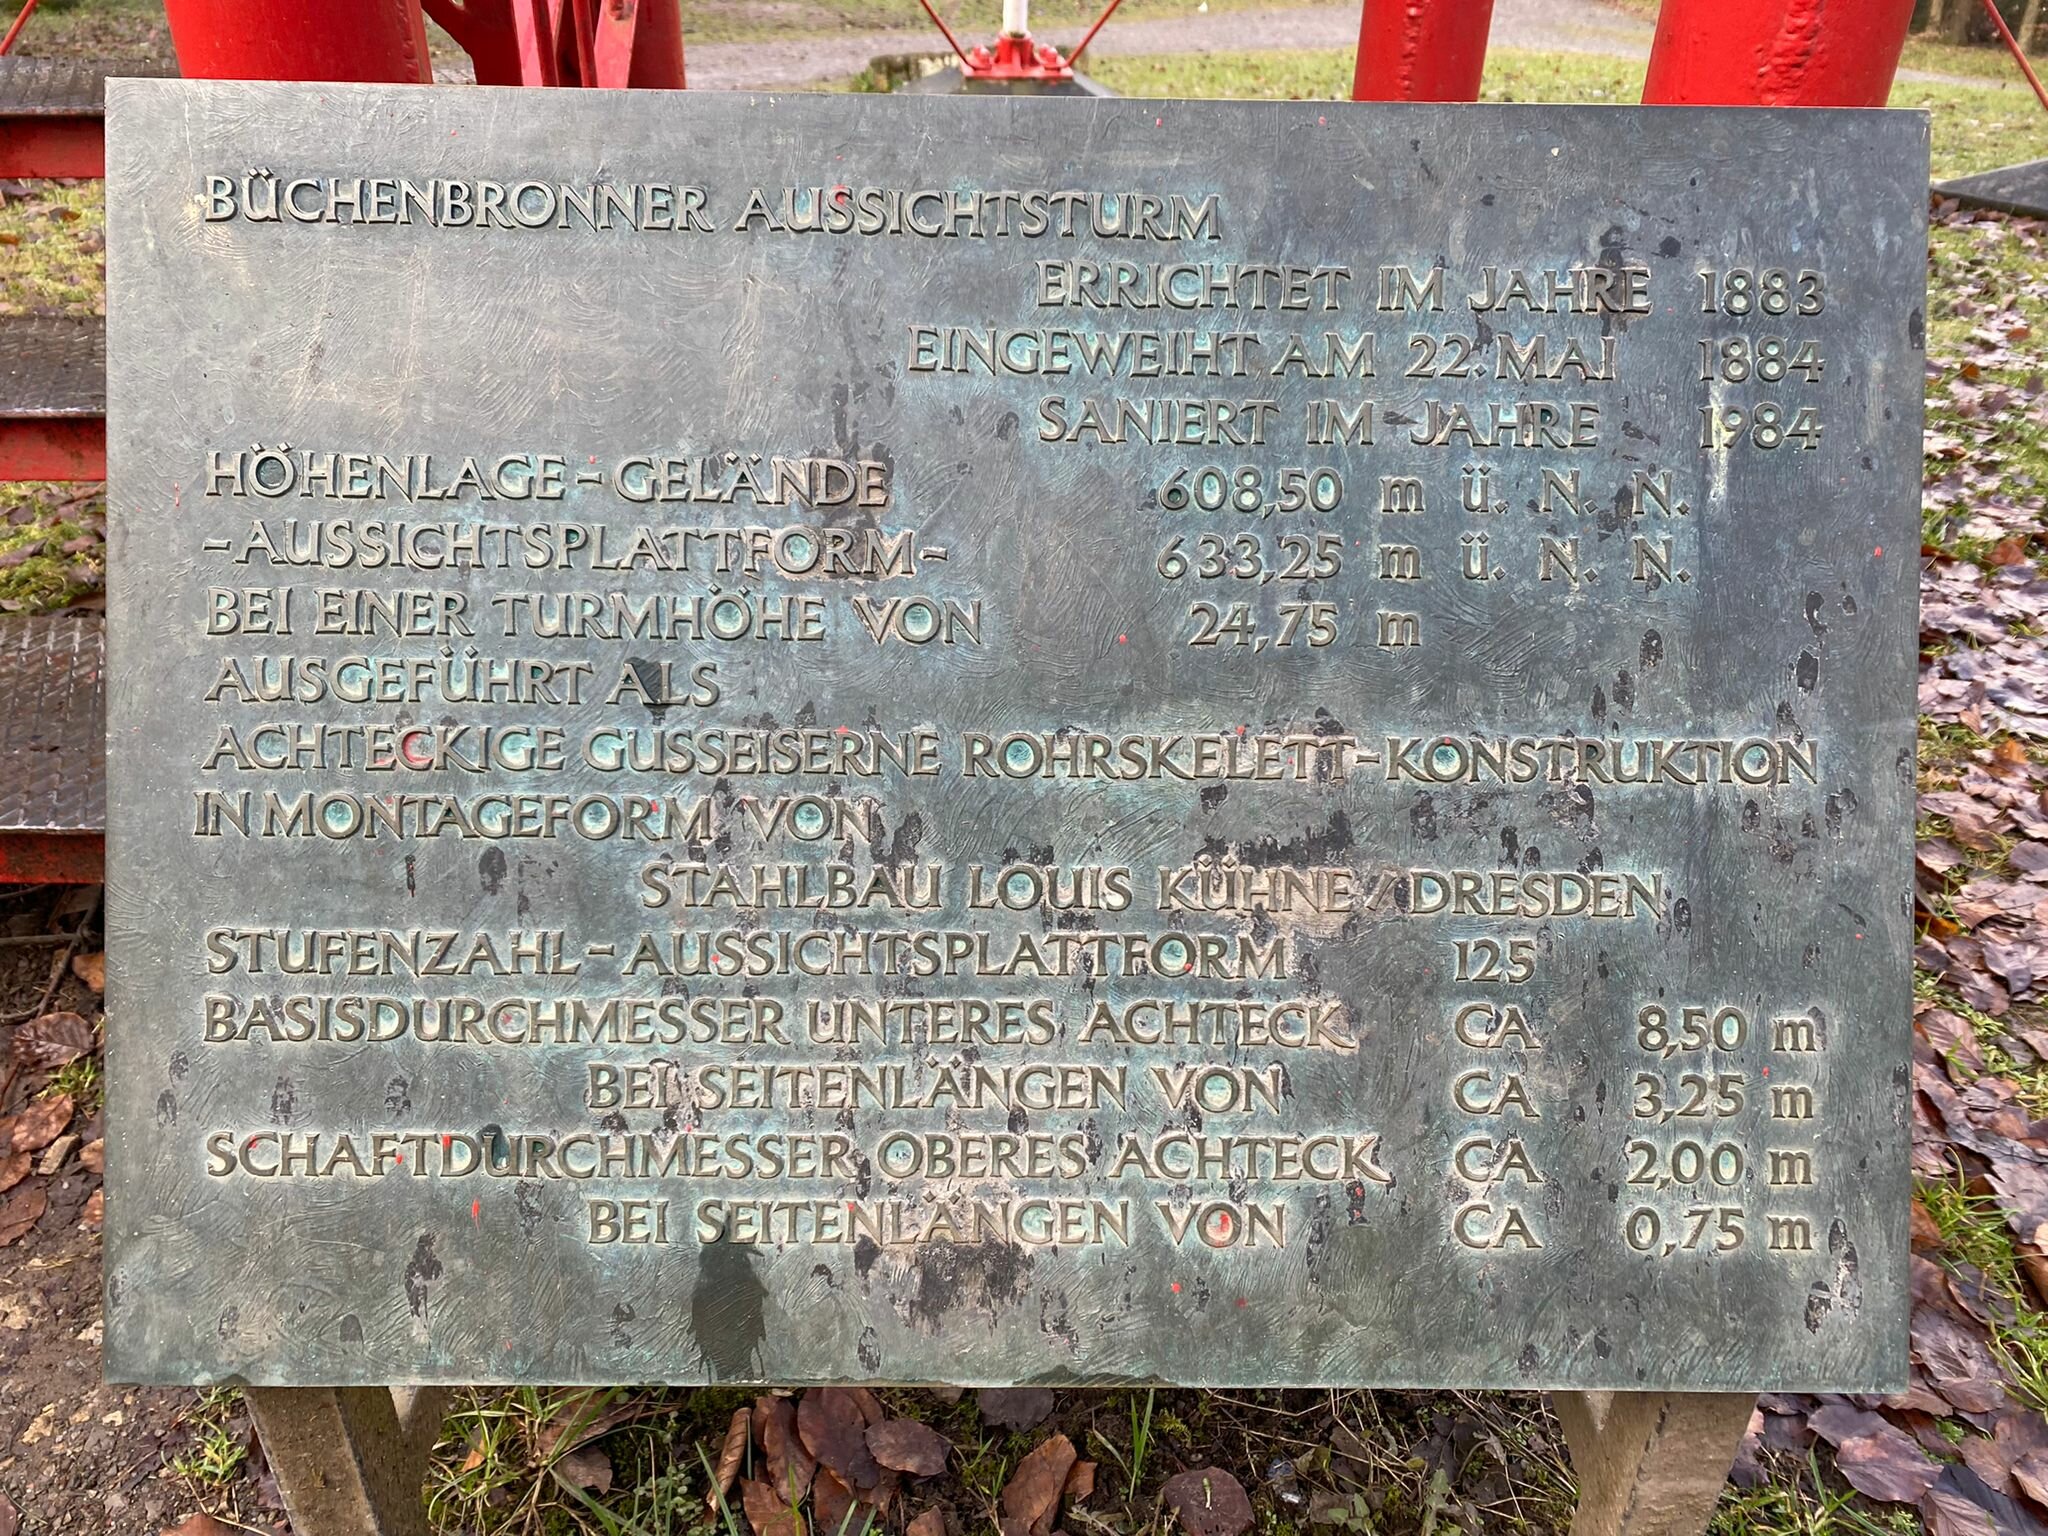 BÜCHENBRONNER AUSSICHTSTURM
ERRICHTET IM JAHRE 1883
EINGEWEIHT AM 22. MAI 1884
SANIERT IM JAHRE 1984
HÖHENLAGE-GELÄNDE 608,50 m ü. N. N.
-AUSSICHTSPLATTFORM- 633,25 m ü. N. N.
BEI EINER TURMHÖHE VON 24,75 m
AUSGEFÜHRT ALS
ACHTECKIGE GUSSEISERNE ROHRSKELETT-KONSTRUKTION
IN MONTAGEFORM VON
STAHLBAU LOUIS KÜHNE/DRESDEN
STUFENZAHL-AUSSICHTSPLATTFORM 125
BASISDURCHMESSER UNTERES ACHTECK CA 8,50 m
BEI SEITENLÄNGEN VON CA 3,25 m
SCHAFTDURCHMESSER OBERES ACHTECK CA 2,00 m
BEI SEITENLÄNGEN VON CA 0,75 m